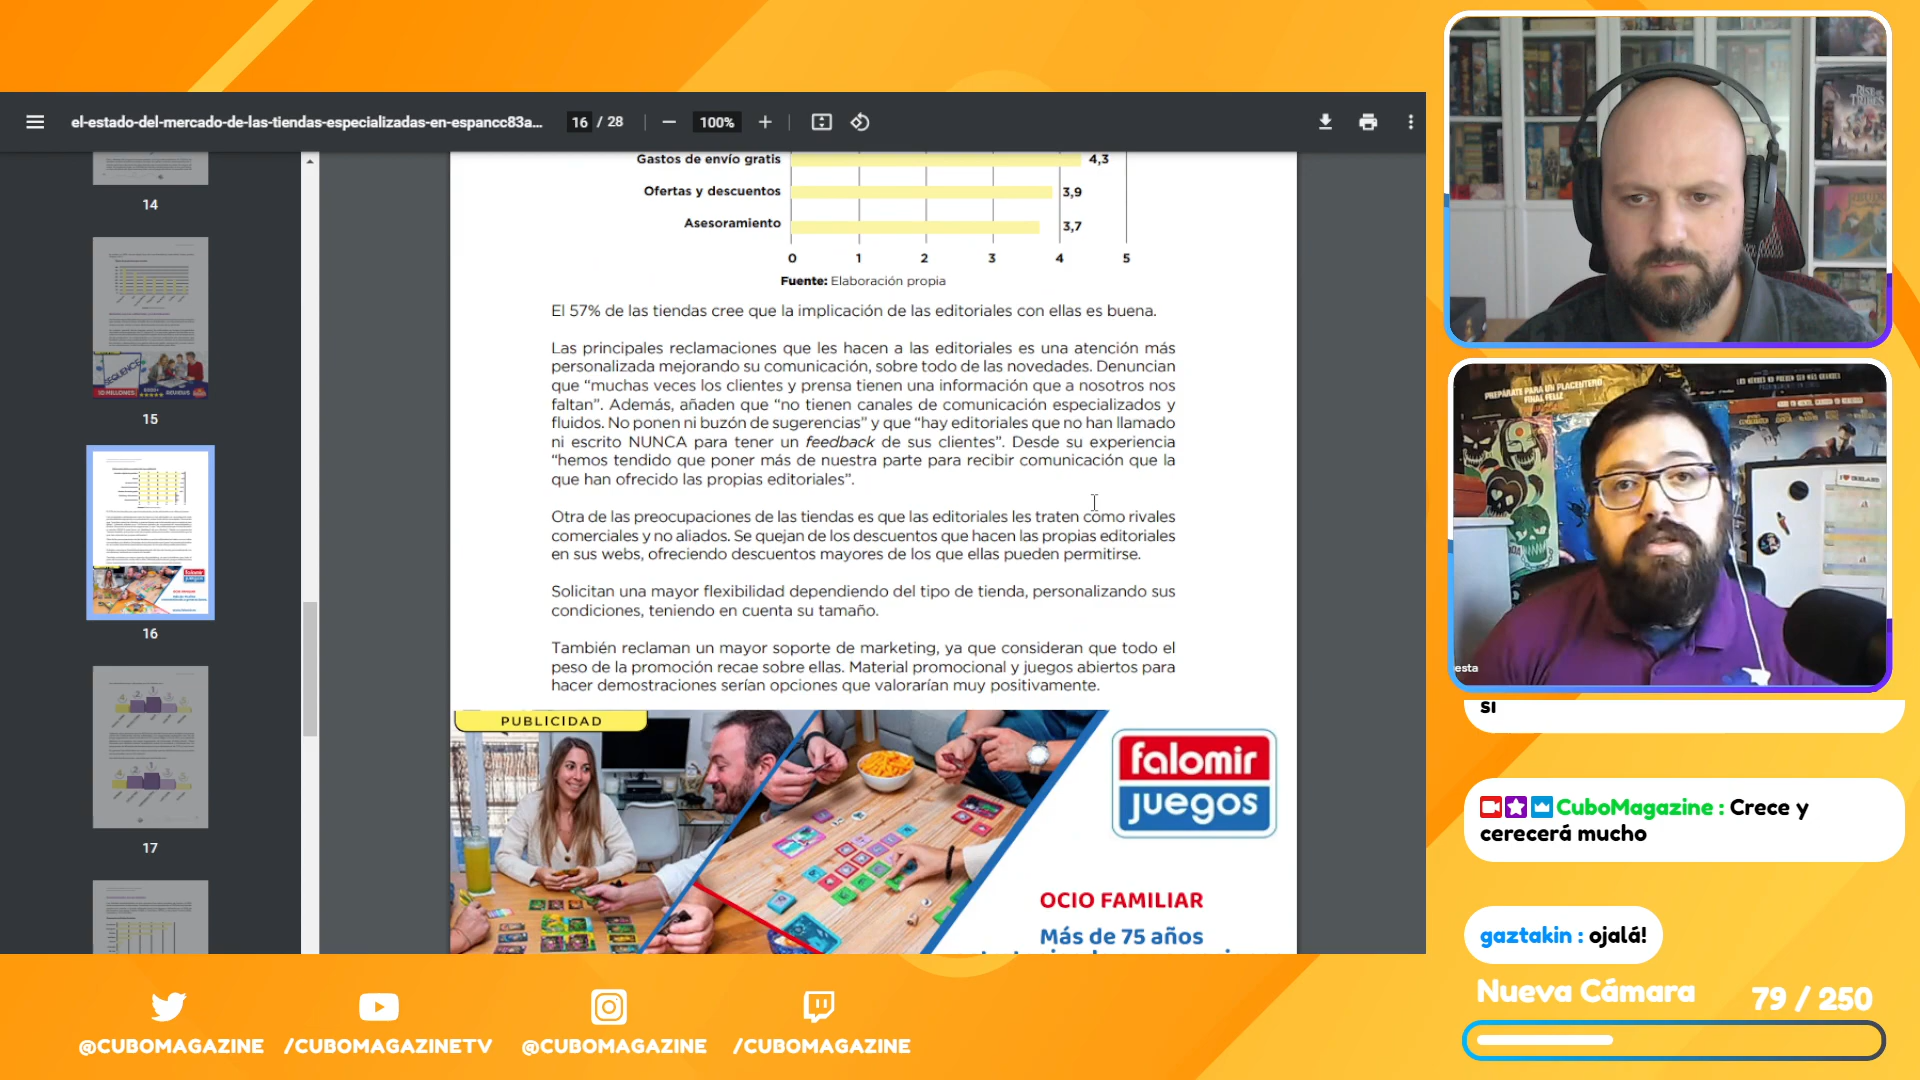 el-estado-del-mercado-de-las-tiendas-especializadas-en-espancc83a...
16 / 28
100%
14
15
16
17
Gastos de envío gratis 4,3
Ofertas y descuentos 3,9
Asesoramiento 3,7
0 1 2 3 4 5
Fuente: Elaboración propia
El 57% de las tiendas cree que la implicación de las editoriales con ellas es buena.
Las principales reclamaciones que les hacen a las editoriales es una atención más
personalizada mejorando su comunicación, sobre todo de las novedades. Denuncian
que “muchas veces los clientes y prensa tienen una información que a nosotros nos
faltan”. Además, añaden que “no tienen canales de comunicación especializados y
fluidos. No ponen ni buzón de sugerencias” y que “hay editoriales que no han llamado
ni escrito NUNCA para tener un feedback de sus clientes”. Desde su experiencia
“hemos tendido que poner más de nuestra parte para recibir comunicación que la
que han ofrecido las propias editoriales”.
Otra de las preocupaciones de las tiendas es que las editoriales les traten como rivales
comerciales y no aliados. Se quejan de los descuentos que hacen las propias editoriales
en sus webs, ofreciendo descuentos mayores de los que ellas pueden permitirse.
Solicitan una mayor flexibilidad dependiendo del tipo de tienda, personalizando sus
condiciones, teniendo en cuenta su tamaño.
También reclaman un mayor soporte de marketing, ya que consideran que todo el
peso de la promoción recae sobre ellas. Material promocional y juegos abiertos para
hacer demostraciones serían opciones que valorarían muy positivamente.
PUBLICIDAD
falomir
juegos
OCIO FAMILIAR
Más de 75 años
SEQUENCE
10 MILLONES
PREPÁRATE PARA UN PLACENTERO
FINAL FELIZ
I ♥ IRELAND
esta
si
CuboMagazine : Crece y
cerecerá mucho
gaztakin : ojalá!
Nueva Cámara 79 / 250
@CUBOMAGAZINE /CUBOMAGAZINETV @CUBOMAGAZINE /CUBOMAGAZINE